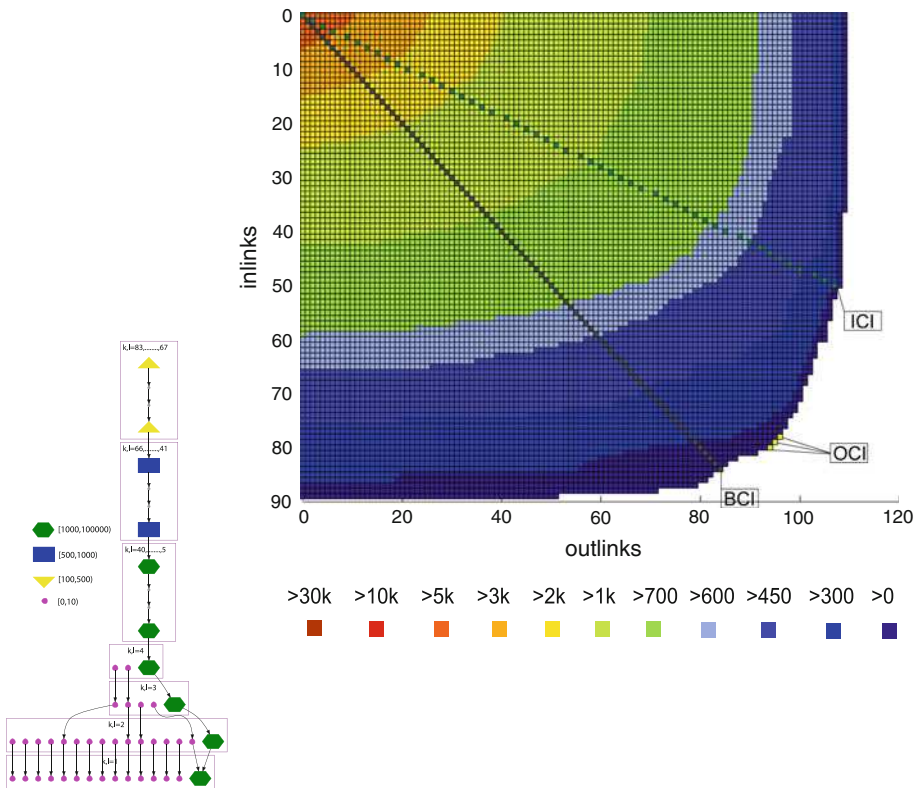 0
10
20
30
40
50
60
70
80
90
inlinks
0 20 40 60 80 100 120
outlinks
ICI
OCI
BCI
>30k >10k >5k >3k >2k >1k >700 >600 >450 >300 >0
k,l=83,......,67
k,l=66,......,41
k,l=40,......,5
k,l=4
k,l=3
k,l=2
k,l=1
[1000,100000)
[500,1000)
[100,500)
[0,10)